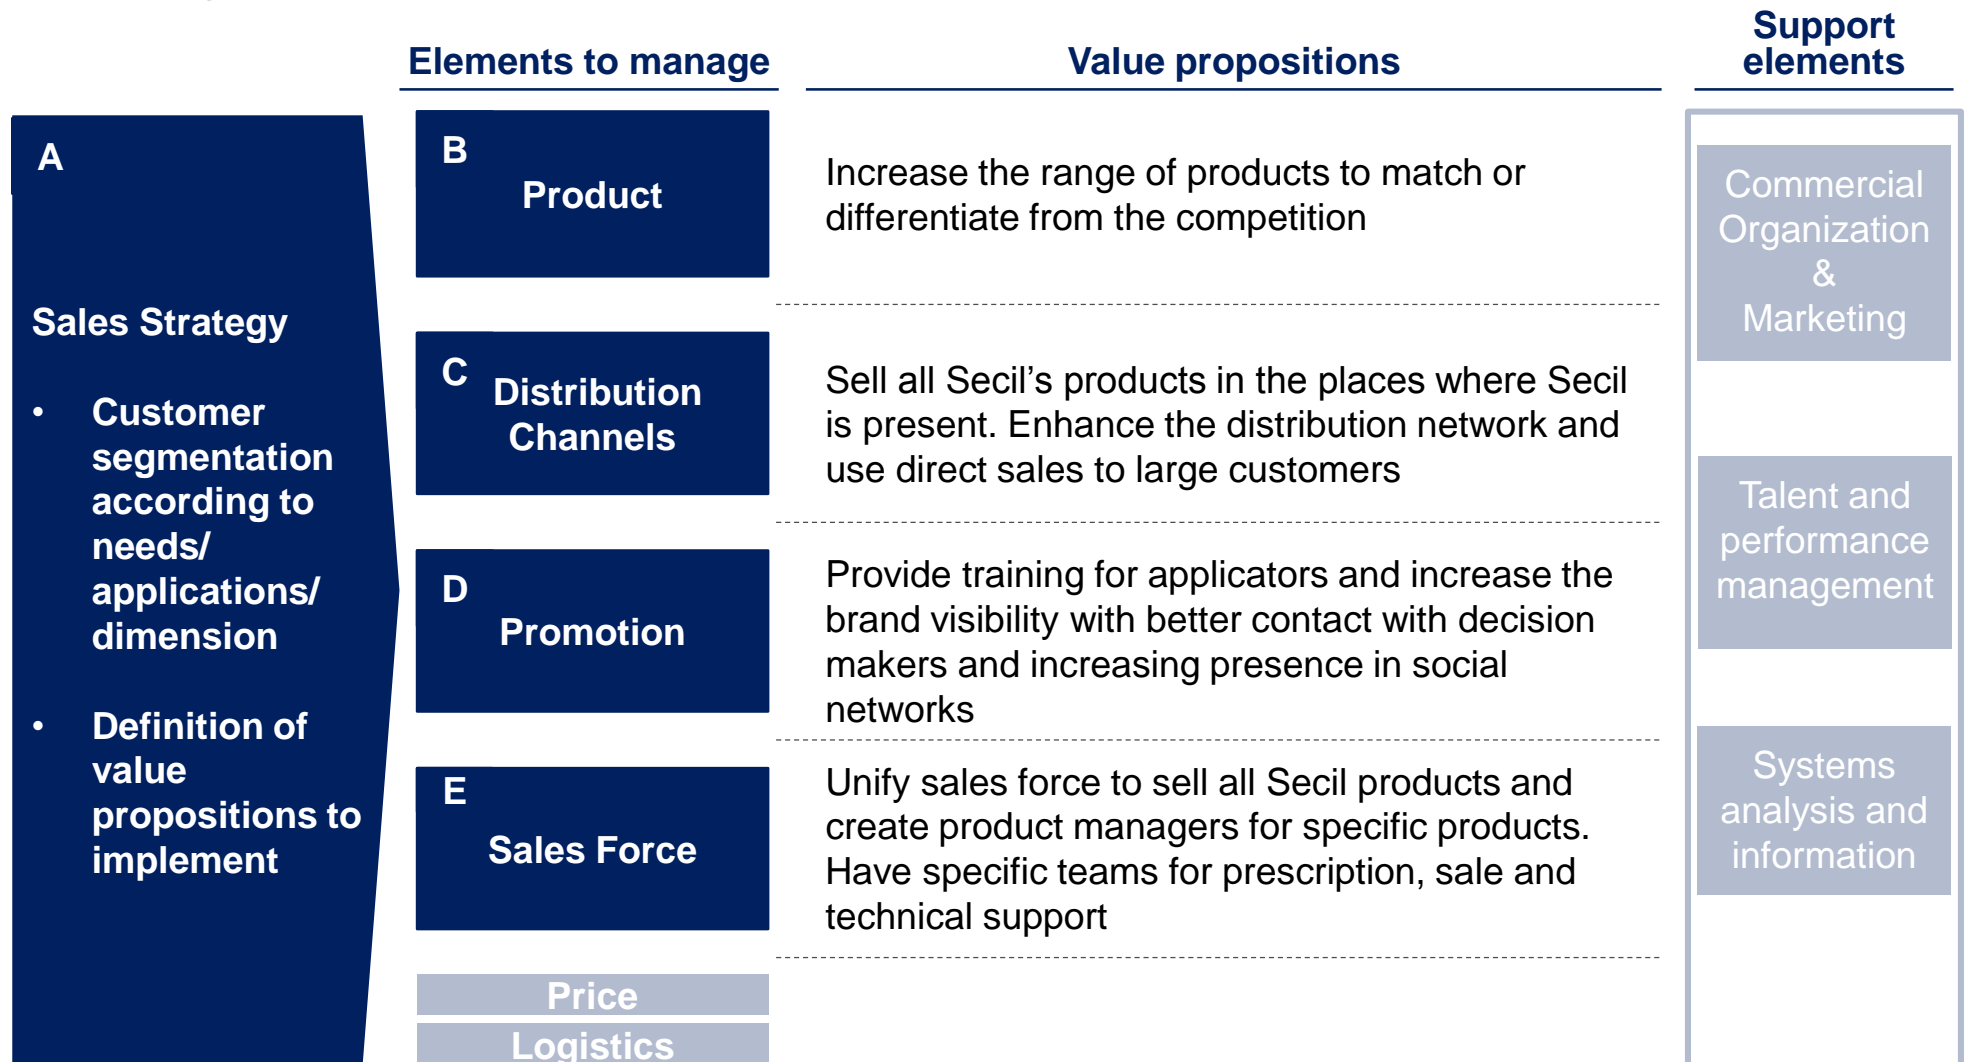 Elements to manage
Value propositions
Support
elements
A
Sales Strategy
• Customer
segmentation
according to
needs/
applications/
dimension
• Definition of
value
propositions to
implement
B
Product
Increase the range of products to match or
differentiate from the competition
C
Distribution
Channels
Sell all Secil’s products in the places where Secil
is present. Enhance the distribution network and
use direct sales to large customers
D
Promotion
Provide training for applicators and increase the
brand visibility with better contact with decision
makers and increasing presence in social
networks
E
Sales Force
Unify sales force to sell all Secil products and
create product managers for specific products.
Have specific teams for prescription, sale and
technical support
Price
Logistics
Commercial
Organization
&
Marketing
Talent and
performance
management
Systems
analysis and
information